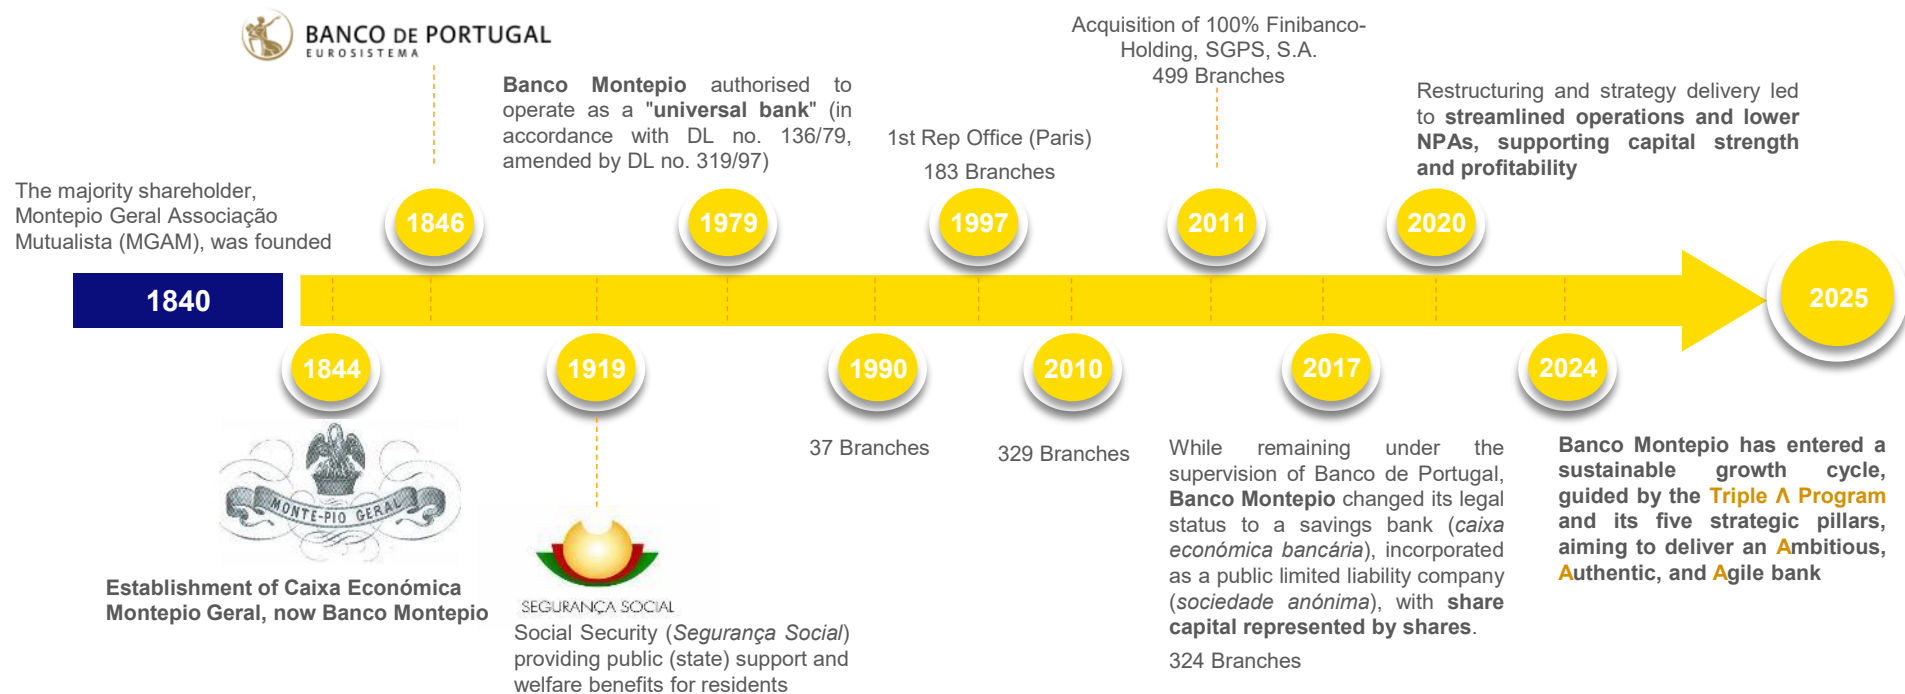 BANCO DE PORTUGAL
EUROSISTEMA
Banco Montepio authorised to
operate as a "universal bank" (in
accordance with DL no. 136/79,
amended by DL no. 319/97)
1st Rep Office (Paris)
183 Branches
Acquisition of 100% Finibanco-
Holding, SGPS, S.A.
499 Branches
Restructuring and strategy delivery led
to streamlined operations and lower
NPAs, supporting capital strength
and profitability
The majority shareholder,
Montepio Geral Associação
Mutualista (MGAM), was founded
1846
1979
1997
2011
2020
1840
2025
1844
1919
1990
2010
2017
2024
MONTE-PIO GERAL
Establishment of Caixa Económica
Montepio Geral, now Banco Montepio
SEGURANÇA SOCIAL
Social Security (Segurança Social)
providing public (state) support and
welfare benefits for residents
37 Branches
329 Branches
While remaining under the
supervision of Banco de Portugal,
Banco Montepio changed its legal
status to a savings bank (caixa
económica bancária), incorporated
as a public limited liability company
(sociedade anónima), with share
capital represented by shares.
324 Branches
Banco Montepio has entered a
sustainable growth cycle,
guided by the Triple Λ Program
and its five strategic pillars,
aiming to deliver an Ambitious,
Authentic, and Agile bank